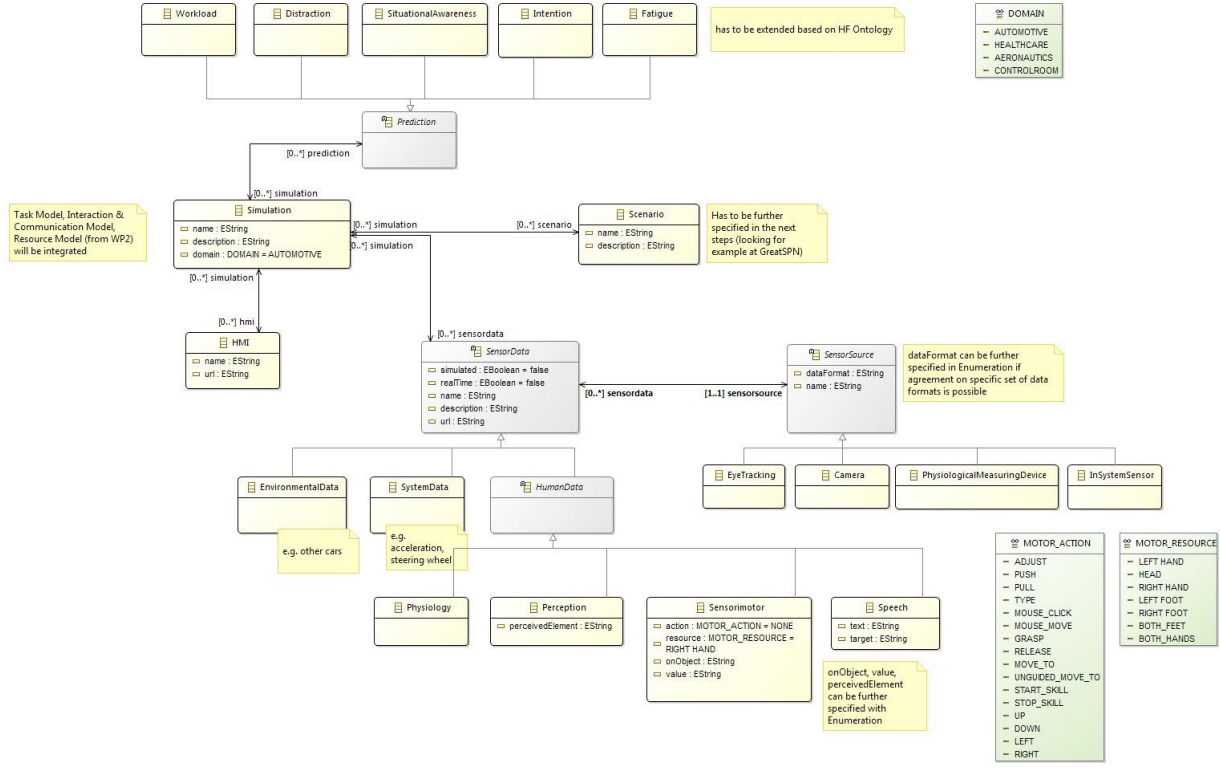 Workload
Distraction
SituationalAwareness
Intention
Fatigue
has to be extended based on HF Ontology
DOMAIN
AUTOMOTIVE
HEALTHCARE
AERONAUTICS
CONTROLROOM
Prediction
[0..*] prediction
[0..*] simulation
Task Model, Interaction &
Communication Model,
Resource Model (from WP2)
will be integrated
Simulation
name : EString
description : EString
domain : DOMAIN = AUTOMOTIVE
[0..*] simulation
[0..*] scenario
[0..*] simulation
Scenario
name : EString
description : EString
Has to be further
specified in the next
steps (looking for
example at GreatSPN)
[0..*] simulation
[0..*] hmi
HMI
name : EString
url : EString
[0..*] sensordata
SensorData
simulated : EBoolean = false
realTime : EBoolean = false
name : EString
description : EString
url : EString
[0..*] sensordata
[1..1] sensorsource
SensorSource
dataFormat : EString
name : EString
dataFormat can be further
specified in Enumeration if
agreement on specific set of data
formats is possible
EnvironmentalData
e.g. other cars
SystemData
e.g.
acceleration,
steering wheel
HumanData
EyeTracking
Camera
PhysiologicalMeasuringDevice
InSystemSensor
Physiology
Perception
perceivedElement : EString
Sensorimotor
action : MOTOR_ACTION = NONE
resource : MOTOR_RESOURCE =
RIGHT HAND
onObject : EString
value : EString
Speech
text : EString
target : EString
onObject, value,
perceivedElement
can be further
specified with
Enumeration
MOTOR_ACTION
ADJUST
PUSH
PULL
TYPE
MOUSE_CLICK
MOUSE_MOVE
GRASP
RELEASE
MOVE_TO
UNGUIDED_MOVE_TO
START_SKILL
STOP_SKILL
UP
DOWN
LEFT
RIGHT
MOTOR_RESOURCE
LEFT HAND
HEAD
RIGHT HAND
LEFT FOOT
RIGHT FOOT
BOTH_FEET
BOTH_HANDS